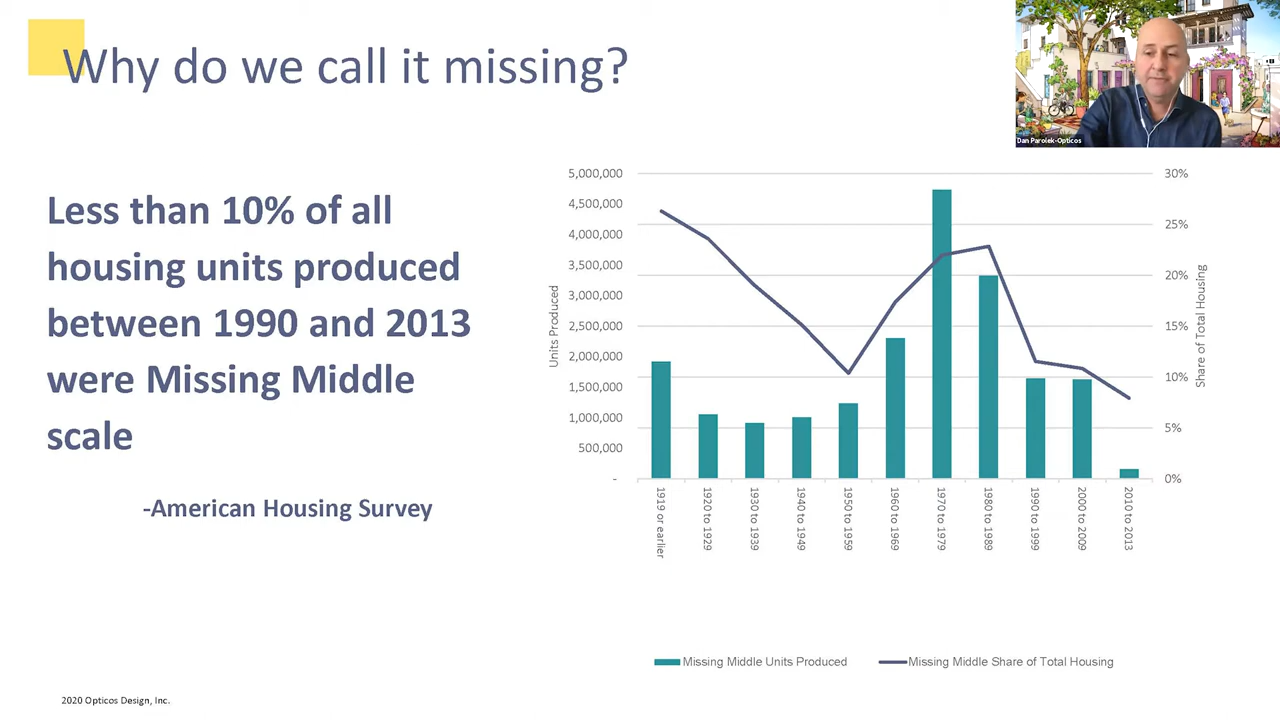 Why do we call it missing?
Dan Parolek-Opticos
Less than 10% of all
housing units produced
between 1990 and 2013
were Missing Middle
scale
-American Housing Survey
Units Produced
5,000,000
4,500,000
4,000,000
3,500,000
3,000,000
2,500,000
2,000,000
1,500,000
1,000,000
500,000
-
30%
25%
20%
15%
10%
5%
0%
Share of Total Housing
1919 or earlier
1920 to 1929
1930 to 1939
1940 to 1949
1950 to 1959
1960 to 1969
1970 to 1979
1980 to 1989
1990 to 1999
2000 to 2009
2010 to 2013
Missing Middle Units Produced
Missing Middle Share of Total Housing
2020 Opticos Design, Inc.